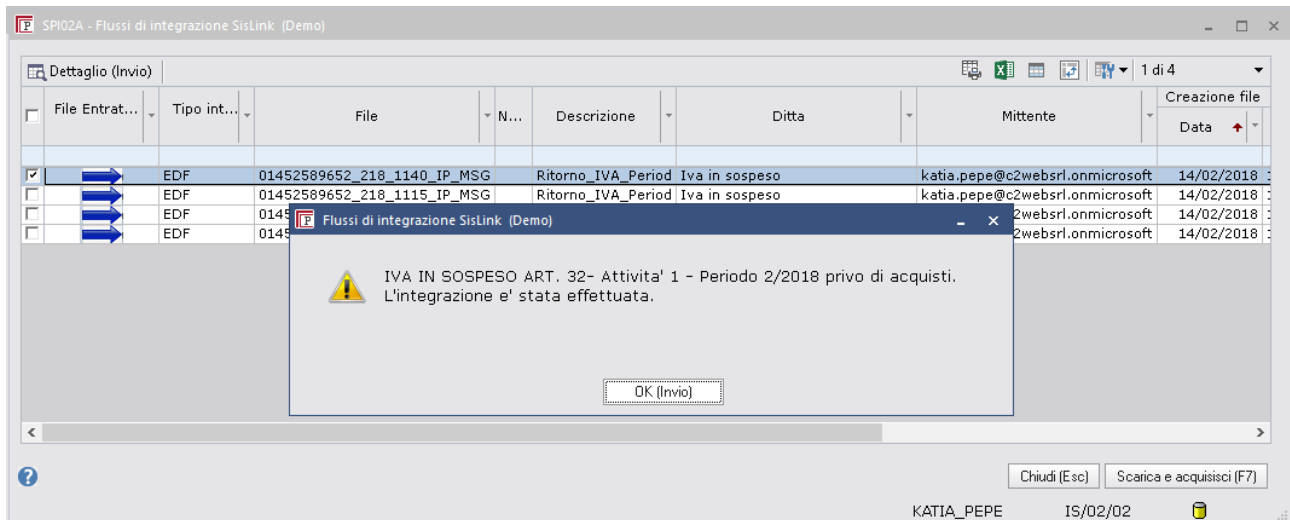 SPI02A - Flussi di integrazione SisLink (Demo)
Dettaglio (Invio)
1 di 4
File Entrat... Tipo int... File N... Descrizione Ditta Mittente Creazione file
Data
EDF 01452589652_218_1140_IP_MSG Ritorno_IVA_Period Iva in sospeso katia.pepe@c2websrl.onmicrosoft 14/02/2018
EDF 01452589652_218_1115_IP_MSG Ritorno_IVA_Period Iva in sospeso katia.pepe@c2websrl.onmicrosoft 14/02/2018
EDF 0145 2websrl.onmicrosoft 14/02/2018
EDF 0145 2websrl.onmicrosoft 14/02/2018
Flussi di integrazione SisLink (Demo)
IVA IN SOSPESO ART. 32- Attivita' 1 - Periodo 2/2018 privo di acquisti.
L'integrazione e' stata effettuata.
OK (Invio)
Chiudi (Esc) Scarica e acquisisci (F7)
KATIA_PEPE IS/02/02